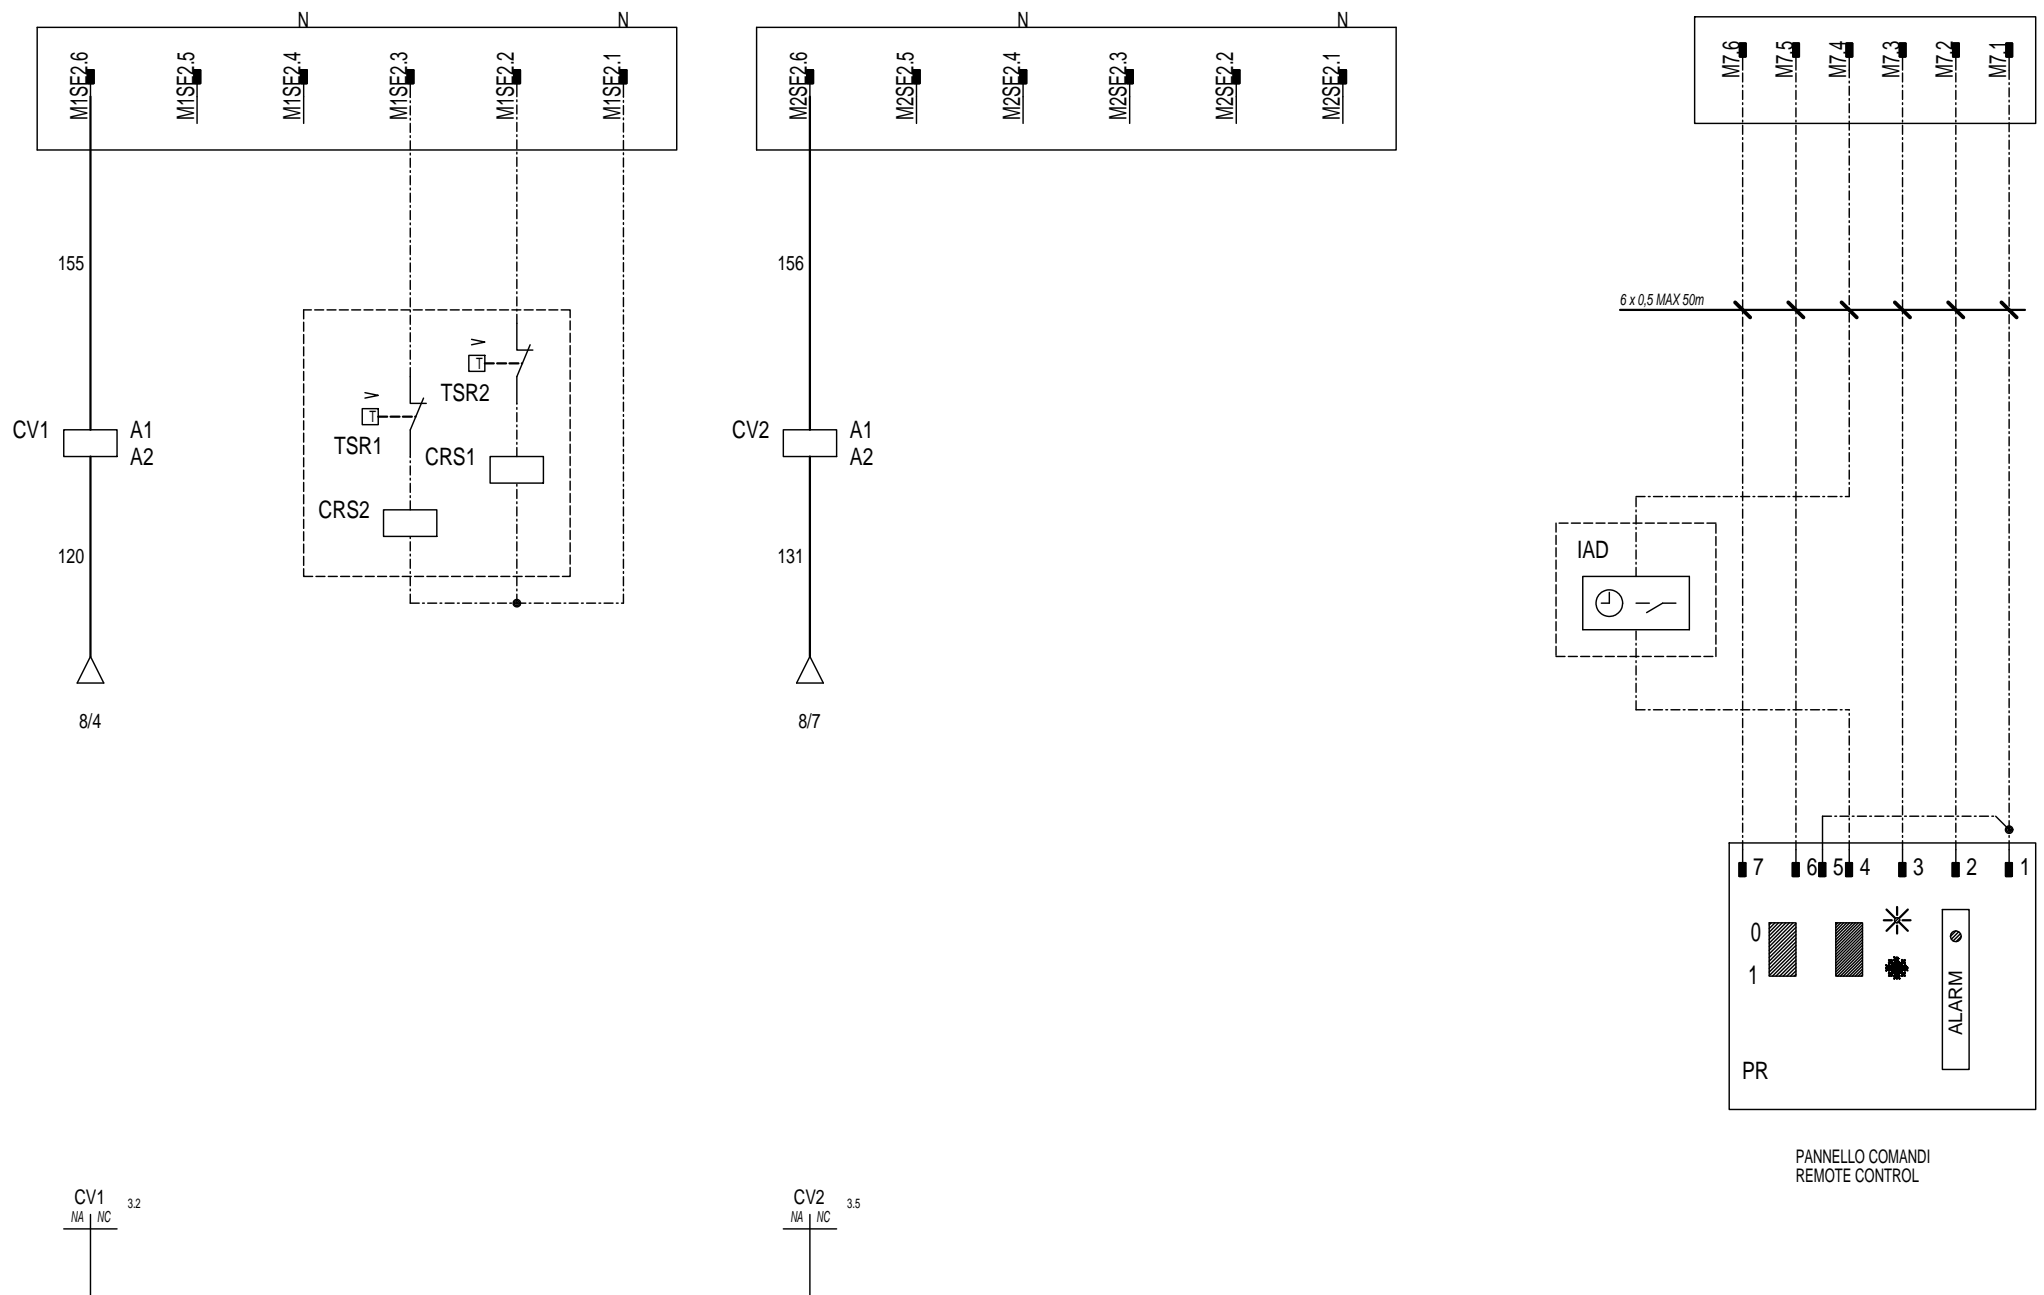 N
N
N
N
M1SE2.6
M1SE2.5
M1SE2.4
M1SE2.3
M1SE2.2
M1SE2.1
M2SE2.6
M2SE2.5
M2SE2.4
M2SE2.3
M2SE2.2
M2SE2.1
M7.6
M7.5
M7.4
M7.3
M7.2
M7.1
155
156
6 x 0,5 MAX 50m
V
T
TSR2
V
T
TSR1
CV1
A1
A2
CRS1
CRS2
CV2
A1
A2
120
131
IAD
8/4
8/7
7
6
5
4
3
2
1
0
1
ALARM
PR
PANNELLO COMANDI
REMOTE CONTROL
CV1
3.2
NA
NC
CV2
3.5
NA
NC